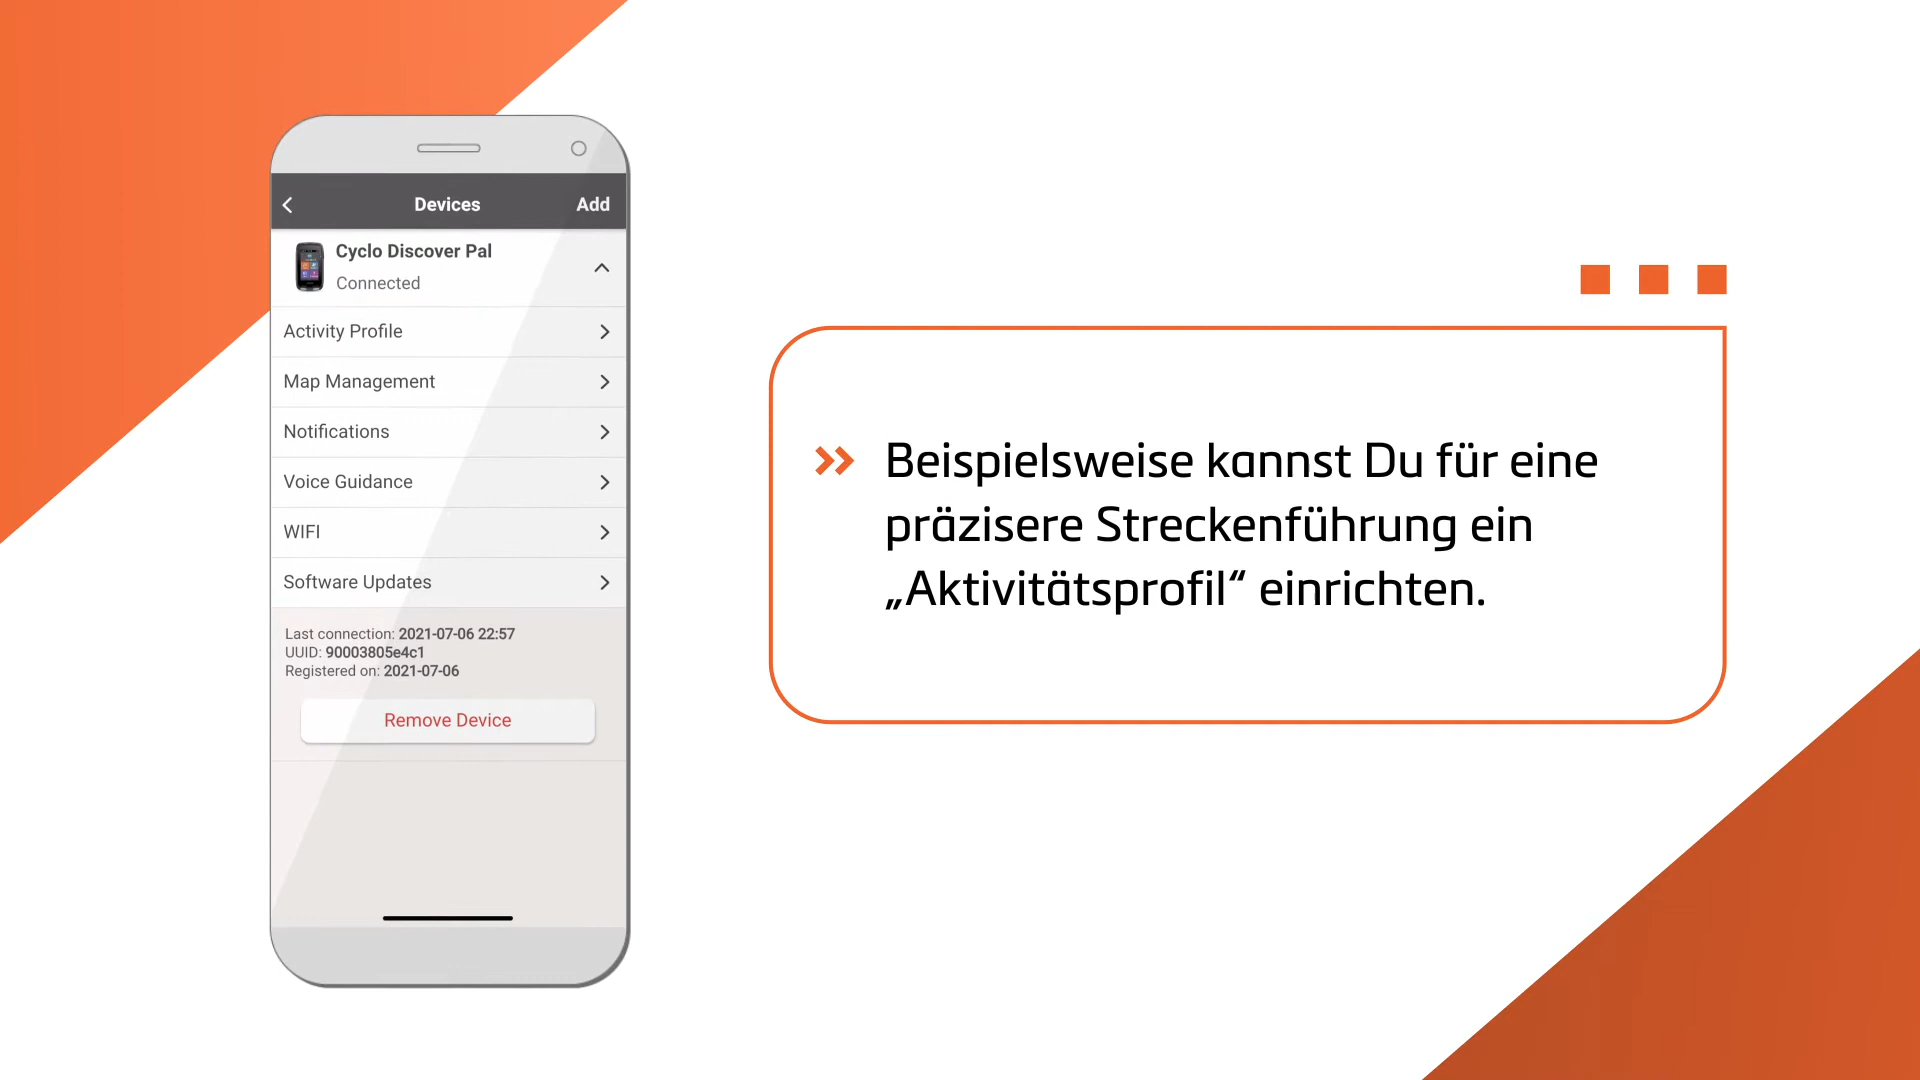 Devices
Add
Cyclo Discover Pal
Connected
Activity Profile
Map Management
Notifications
Voice Guidance
WIFI
Software Updates
Last connection: 2021-07-06 22:57
UUID: 90003805e4c1
Registered on: 2021-07-06
Remove Device
Beispielsweise kannst Du für eine
präzisere Streckenführung ein
„Aktivitätsprofil“ einrichten.